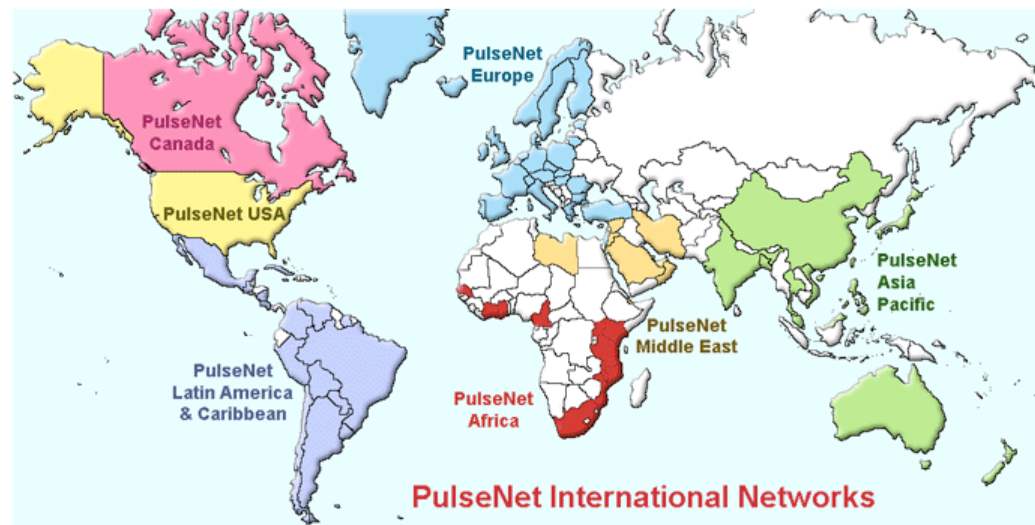 PulseNet
Europe
PulseNet
Canada
PulseNet USA
PulseNet
Asia
Pacific
PulseNet
Middle East
PulseNet
Latin America
& Caribbean
PulseNet
Africa
PulseNet International Networks